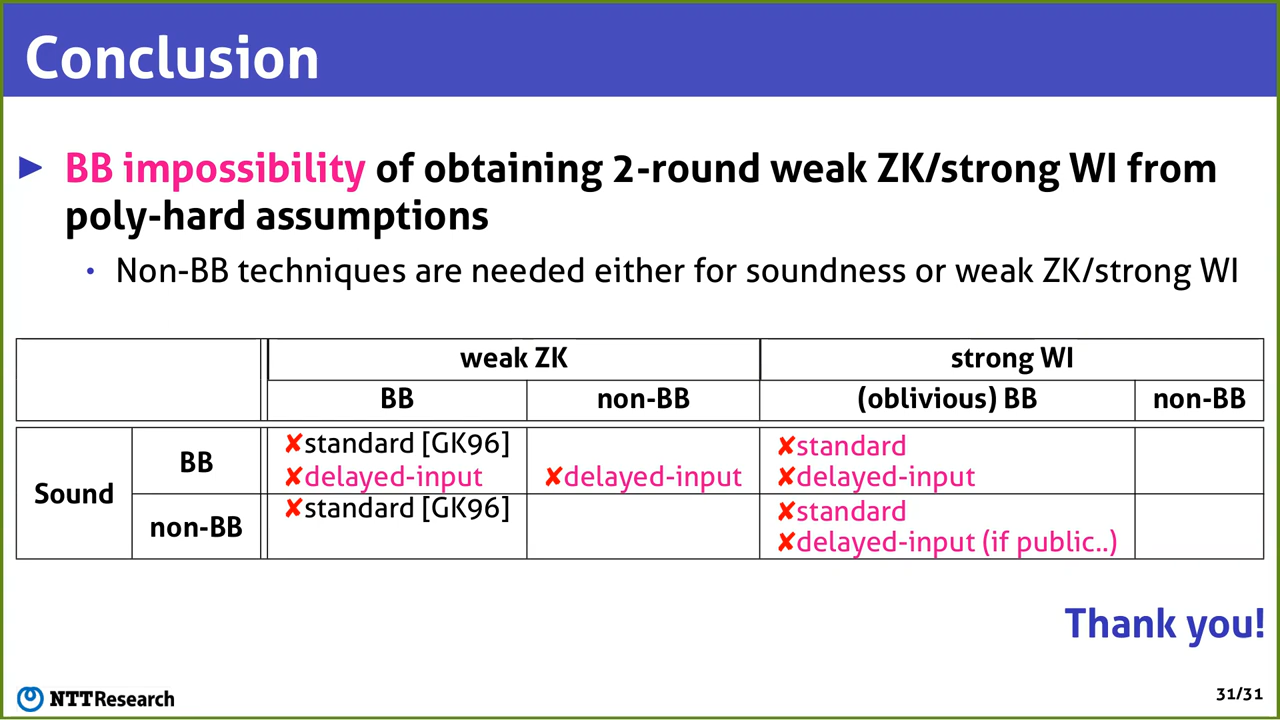 Conclusion
► BB impossibility of obtaining 2-round weak ZK/strong WI from
poly-hard assumptions
• Non-BB techniques are needed either for soundness or weak ZK/strong WI
weak ZK strong WI
BB non-BB (oblivious) BB non-BB
Sound
BB
✘standard [GK96]
✘delayed-input
✘delayed-input
✘standard
✘delayed-input
non-BB
✘standard [GK96]
✘standard
✘delayed-input (if public..)
Thank you!
NTTResearch
31/31